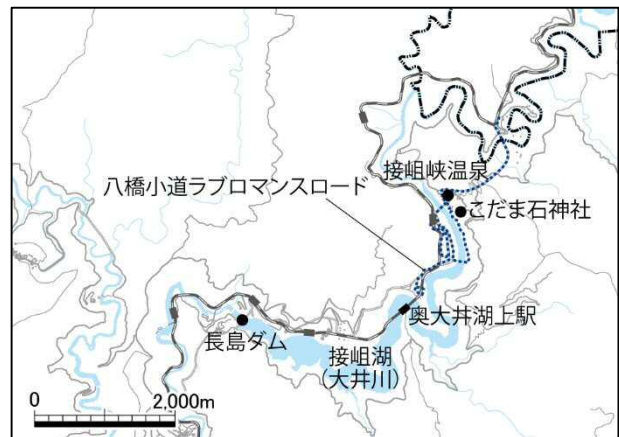 接岨峡温泉
八橋小道ラブロマンスロード
こだま石神社
奥大井湖上駅
長島ダム
接岨湖
(大井川)
0 2,000m